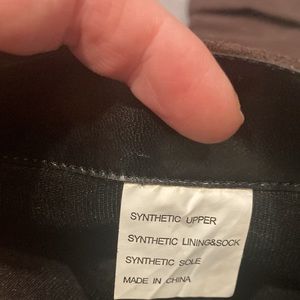 SYNTHETIC UPPER
SYNTHETIC LINING&SOCK
SYNTHETIC SOLE
MADE IN CHINA